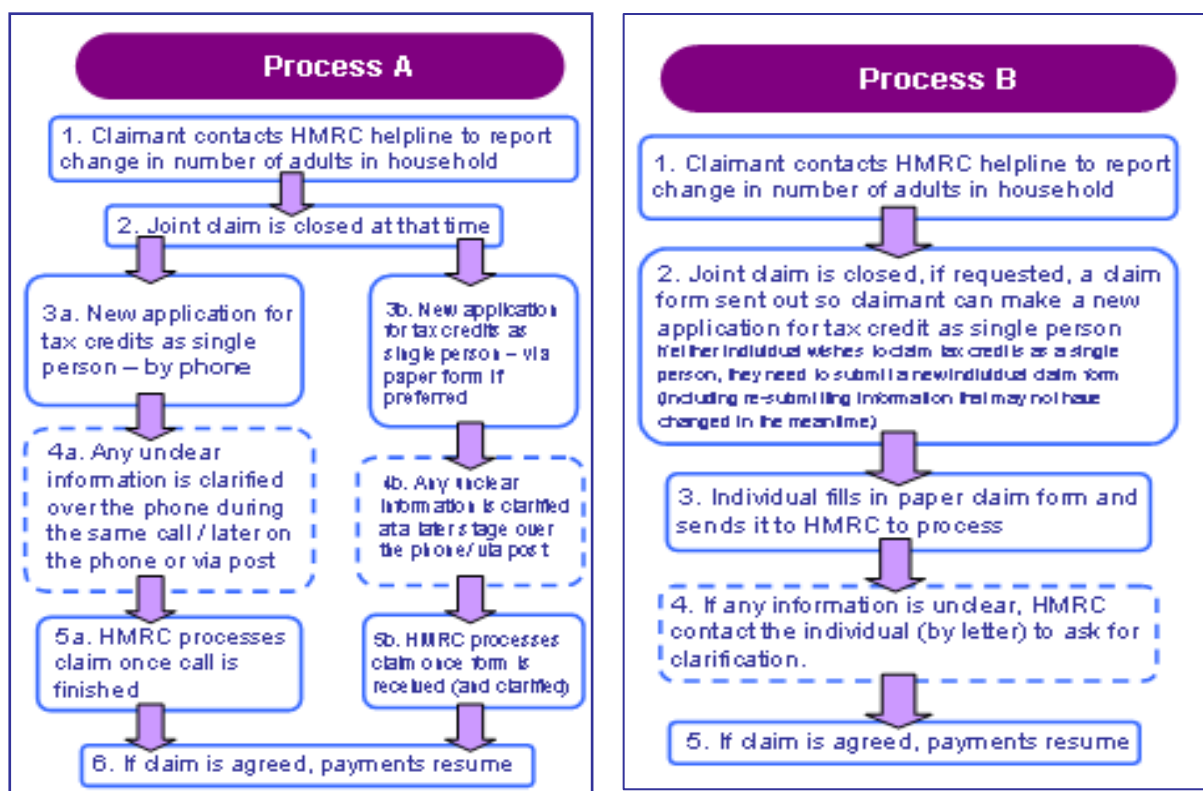 Process A
1. Claimant contacts HMRC helpline to report
change in number of adults in household
2. Joint claim is closed at that time
3a. New application for
tax credits as single
person – by phone
4a. Any unclear
information is clarified
over the phone during
the same call / later on
the phone or via post
5a. HMRC processes
claim once call is
finished
3b. New application
for tax credits as
single person – via
paper form if
preferred
4b. Any unclear
information is clarified
at a later stage over
the phone/ via post
5b. HMRC processes
claim once form is
received (and clarified)
6. If claim is agreed, payments resume
Process B
1. Claimant contacts HMRC helpline to report
change in number of adults in household
2. Joint claim is closed, if requested, a claim
form sent out so claimant can make a new
application for tax credit as single person
If either individual wishes to claim tax credits as a single
person, they need to submit a new individual claim form
(including re-submitting information that may not have
changed in the meantime)
3. Individual fills in paper claim form and
sends it to HMRC to process
4. If any information is unclear, HMRC
contact the individual (by letter) to ask for
clarification.
5. If claim is agreed, payments resume